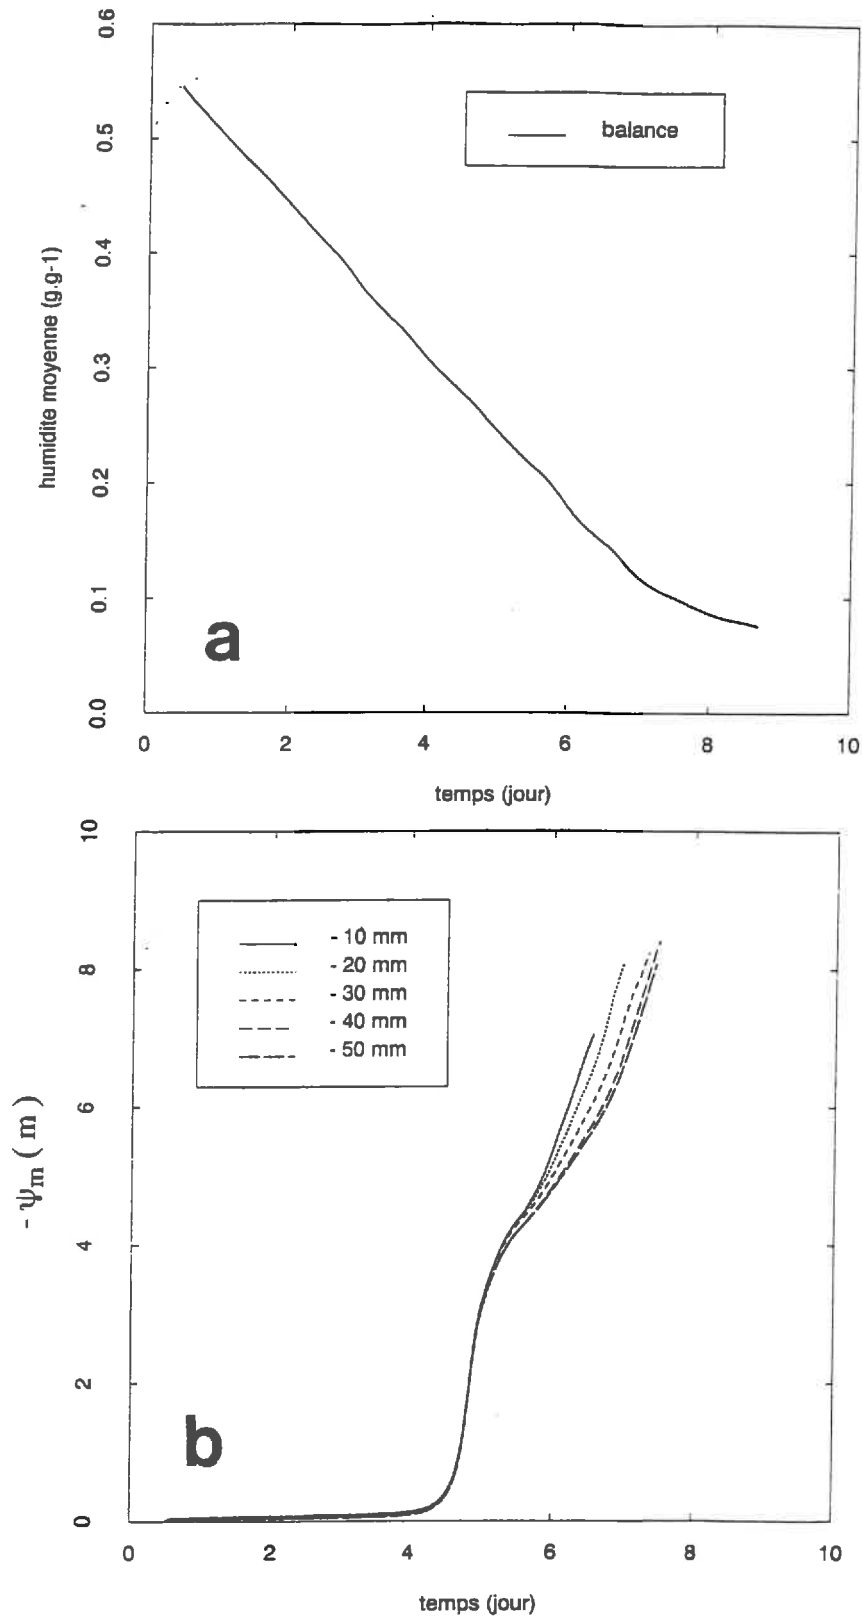 0.6
0.5
0.4
0.3
0.2
0.1
0.0
humidite moyenne (g.g-1)
balance
a
0 2 4 6 8 10
temps (jour)
10
8
6
4
2
0
- ψm ( m )
- 10 mm
- 20 mm
- 30 mm
- 40 mm
- 50 mm
b
0 2 4 6 8 10
temps (jour)